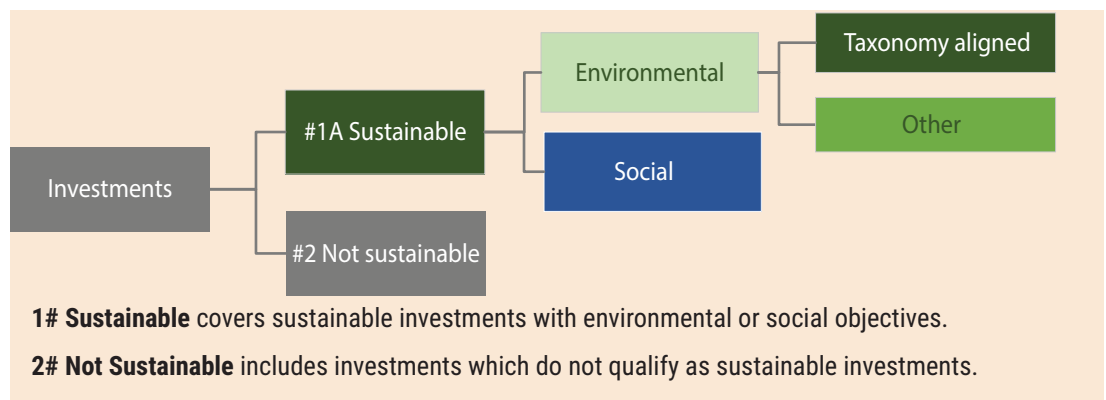 Taxonomy aligned
Environmental
Other
#1A Sustainable
Social
Investments
#2 Not sustainable
1# Sustainable covers sustainable investments with environmental or social objectives.
2# Not Sustainable includes investments which do not qualify as sustainable investments.